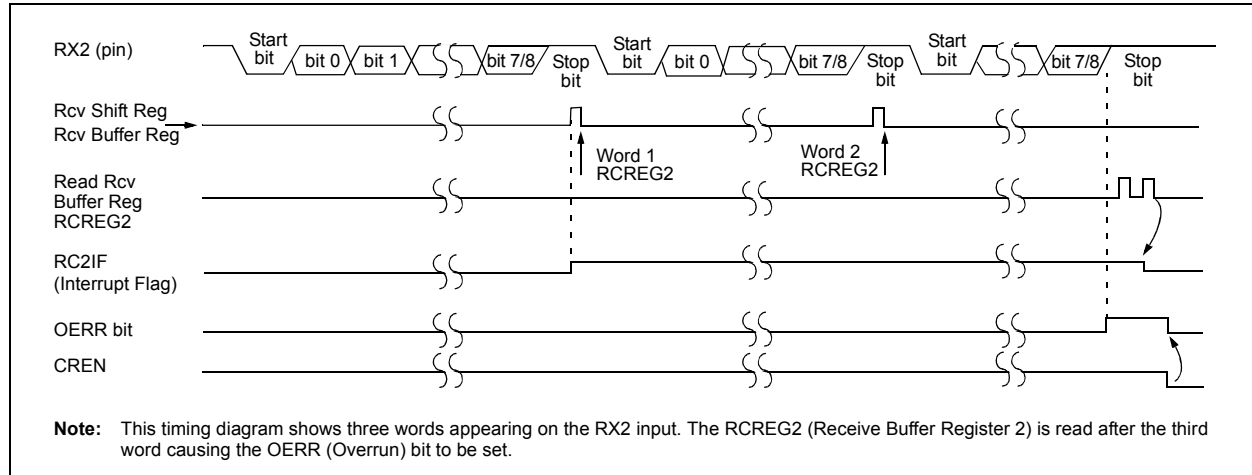 RX2 (pin)
Start bit
bit 0
bit 1
bit 7/8
Stop bit
Start bit
bit 0
bit 7/8
Stop bit
Start bit
bit 7/8
Stop bit
Rcv Shift Reg
Rcv Buffer Reg
Word 1
RCREG2
Word 2
RCREG2
Read Rcv
Buffer Reg
RCREG2
RC2IF
(Interrupt Flag)
OERR bit
CREN
Note: This timing diagram shows three words appearing on the RX2 input. The RCREG2 (Receive Buffer Register 2) is read after the third
word causing the OERR (Overrun) bit to be set.